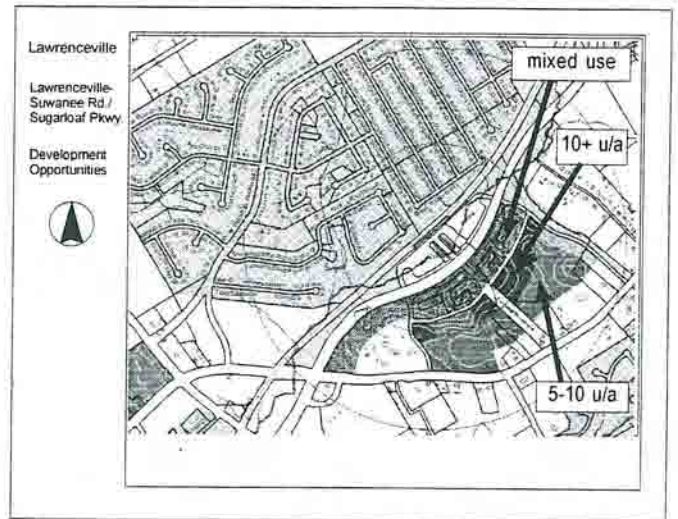 Lawrenceville
Lawrenceville-
Suwanee Rd./
Sugarloaf Pkwy.
Development
Opportunities
mixed use
10+ u/a
5-10 u/a